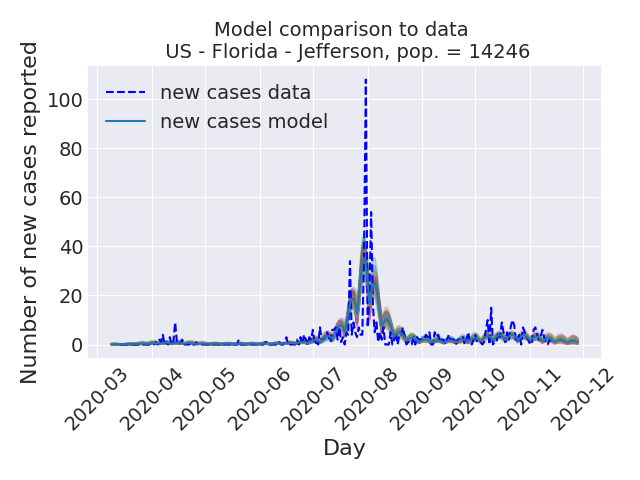 Model comparison to data
US - Florida - Jefferson, pop. = 14246
Number of new cases reported
new cases data
new cases model
100
80
60
40
20
0
2020-03
2020-04
2020-05
2020-06
2020-07
2020-08
2020-09
2020-10
2020-11
2020-12
Day